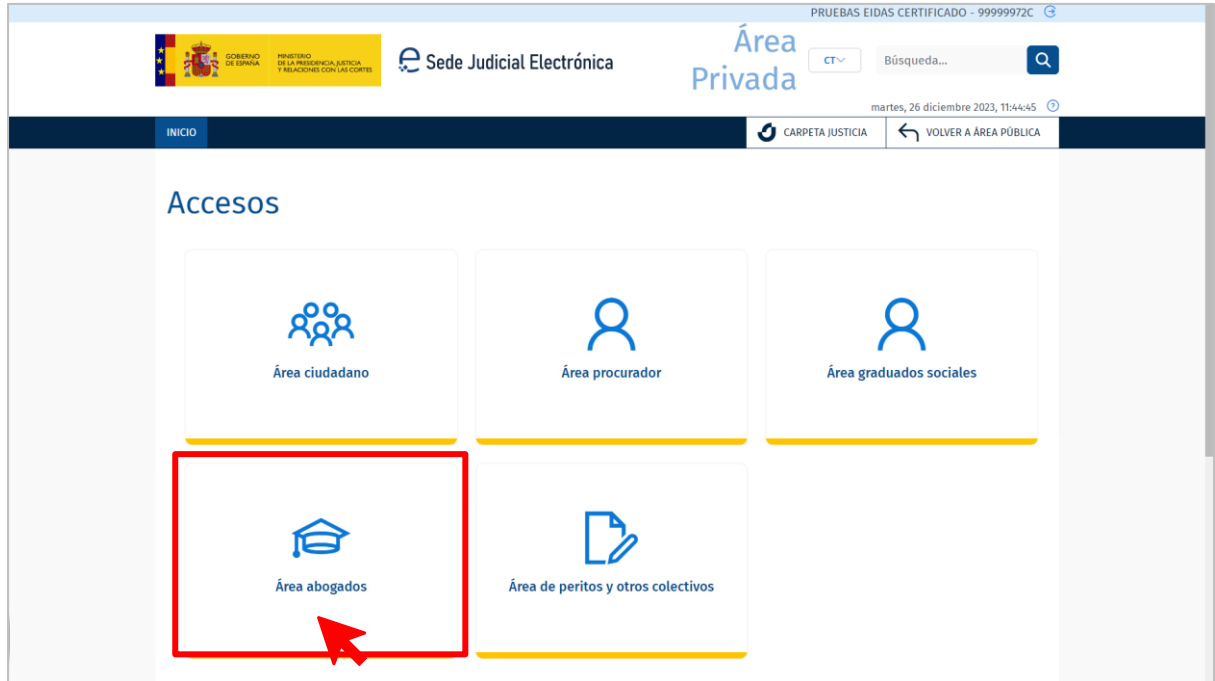 PRUEBAS EIDAS CERTIFICADO - 99999972C
GOBIERNO
DE ESPAÑA
MINISTERIO
DE LA PRESIDENCIA, JUSTICIA
Y RELACIONES CON LAS CORTES
Sede Judicial Electrónica
Área
Privada
CT
Búsqueda...
martes, 26 diciembre 2023, 11:44:45
INICIO
CARPETA JUSTICIA
VOLVER A ÁREA PÚBLICA
Accesos
Área ciudadano
Área procurador
Área graduados sociales
Área abogados
Área de peritos y otros colectivos